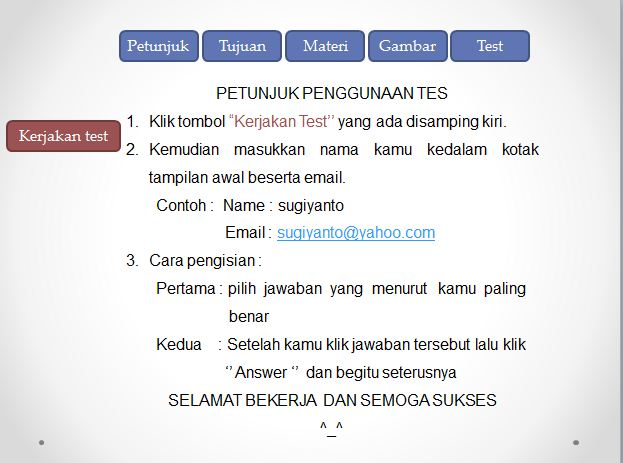 Petunjuk Tujuan Materi Gambar Test
PETUNJUK PENGGUNAAN TES
Kerjakan test
1. Klik tombol “Kerjakan Test’’ yang ada disamping kiri.
2. Kemudian masukkan nama kamu kedalam kotak
tampilan awal beserta email.
Contoh : Name : sugiyanto
Email : sugiyanto@yahoo.com
3. Cara pengisian :
Pertama : pilih jawaban yang menurut kamu paling
benar
Kedua : Setelah kamu klik jawaban tersebut lalu klik
‘’ Answer ‘’ dan begitu seterusnya
SELAMAT BEKERJA DAN SEMOGA SUKSES
^_^